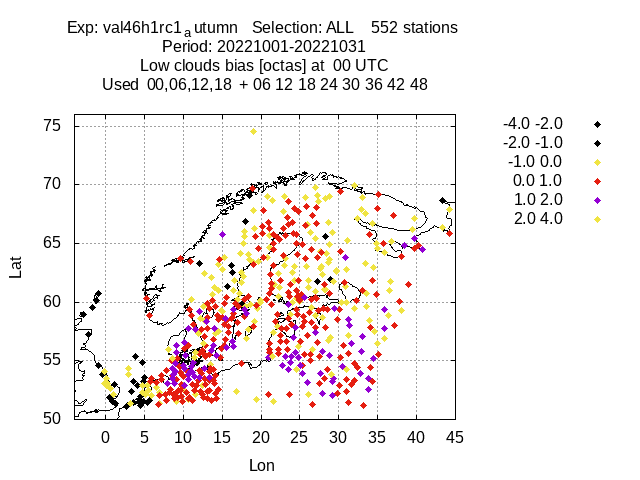 Exp: val46h1rc1autumn Selection: ALL 552 stations
Period: 20221001-20221031
Low clouds bias [octas] at 00 UTC
Used 00,06,12,18 + 06 12 18 24 30 36 42 48
-4.0 -2.0
-2.0 -1.0
-1.0 0.0
0.0 1.0
1.0 2.0
2.0 4.0
75
70
65
60
55
50
Lat
0 5 10 15 20 25 30 35 40 45
Lon